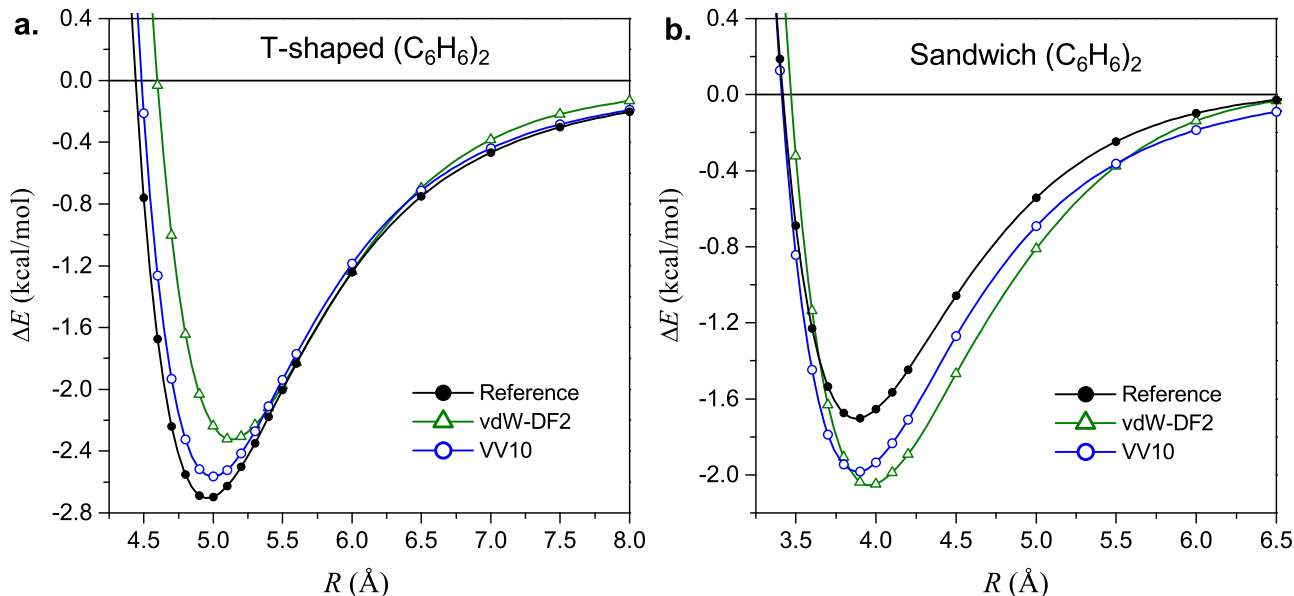 a.
T-shaped (C6H6)2
0.4
0.0
-0.4
-0.8
-1.2
-1.6
-2.0
-2.4
-2.8
ΔE (kcal/mol)
Reference
vdW-DF2
VV10
4.5 5.0 5.5 6.0 6.5 7.0 7.5 8.0
R (Å)
b.
Sandwich (C6H6)2
0.4
0.0
-0.4
-0.8
-1.2
-1.6
-2.0
ΔE (kcal/mol)
Reference
vdW-DF2
VV10
3.5 4.0 4.5 5.0 5.5 6.0 6.5
R (Å)